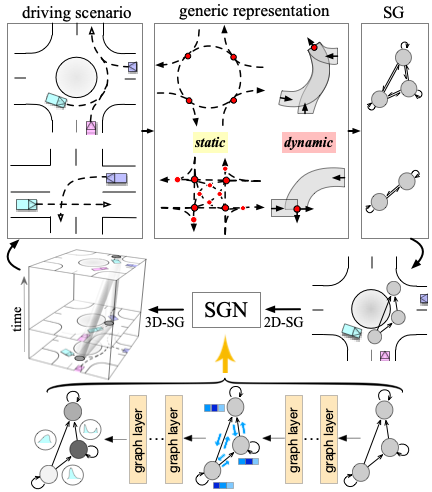 driving scenario
generic representation
SG
static
dynamic
time
3D-SG
SGN
2D-SG
graph layer
graph layer
graph layer
graph layer